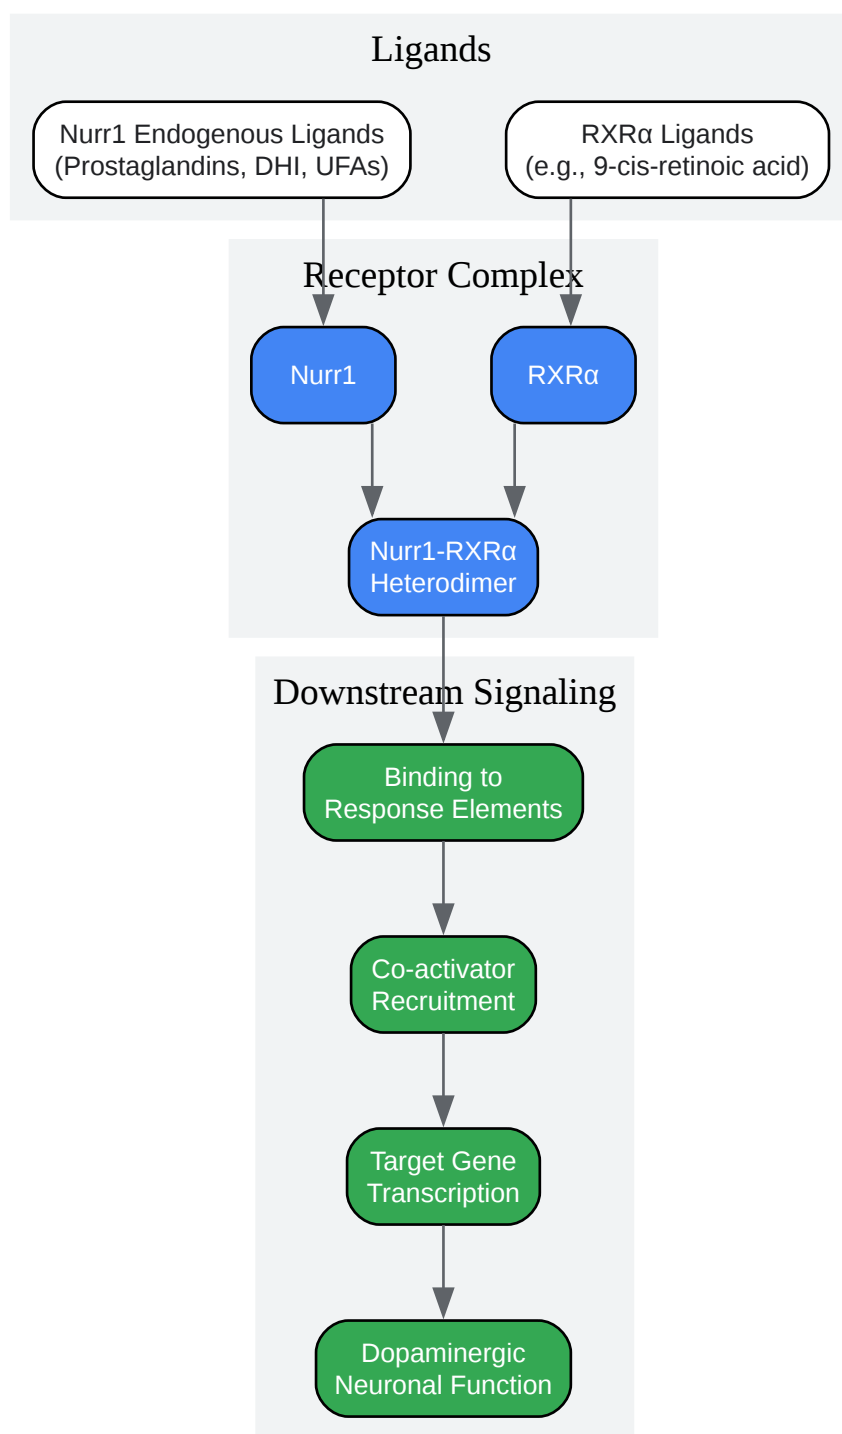 Ligands
Nurr1 Endogenous Ligands
(Prostaglandins, DHI, UFAs)
RXRα Ligands
(e.g., 9-cis-retinoic acid)
Receptor Complex
Nurr1
RXRα
Nurr1-RXRα
Heterodimer
Downstream Signaling
Binding to
Response Elements
Co-activator
Recruitment
Target Gene
Transcription
Dopaminergic
Neuronal Function